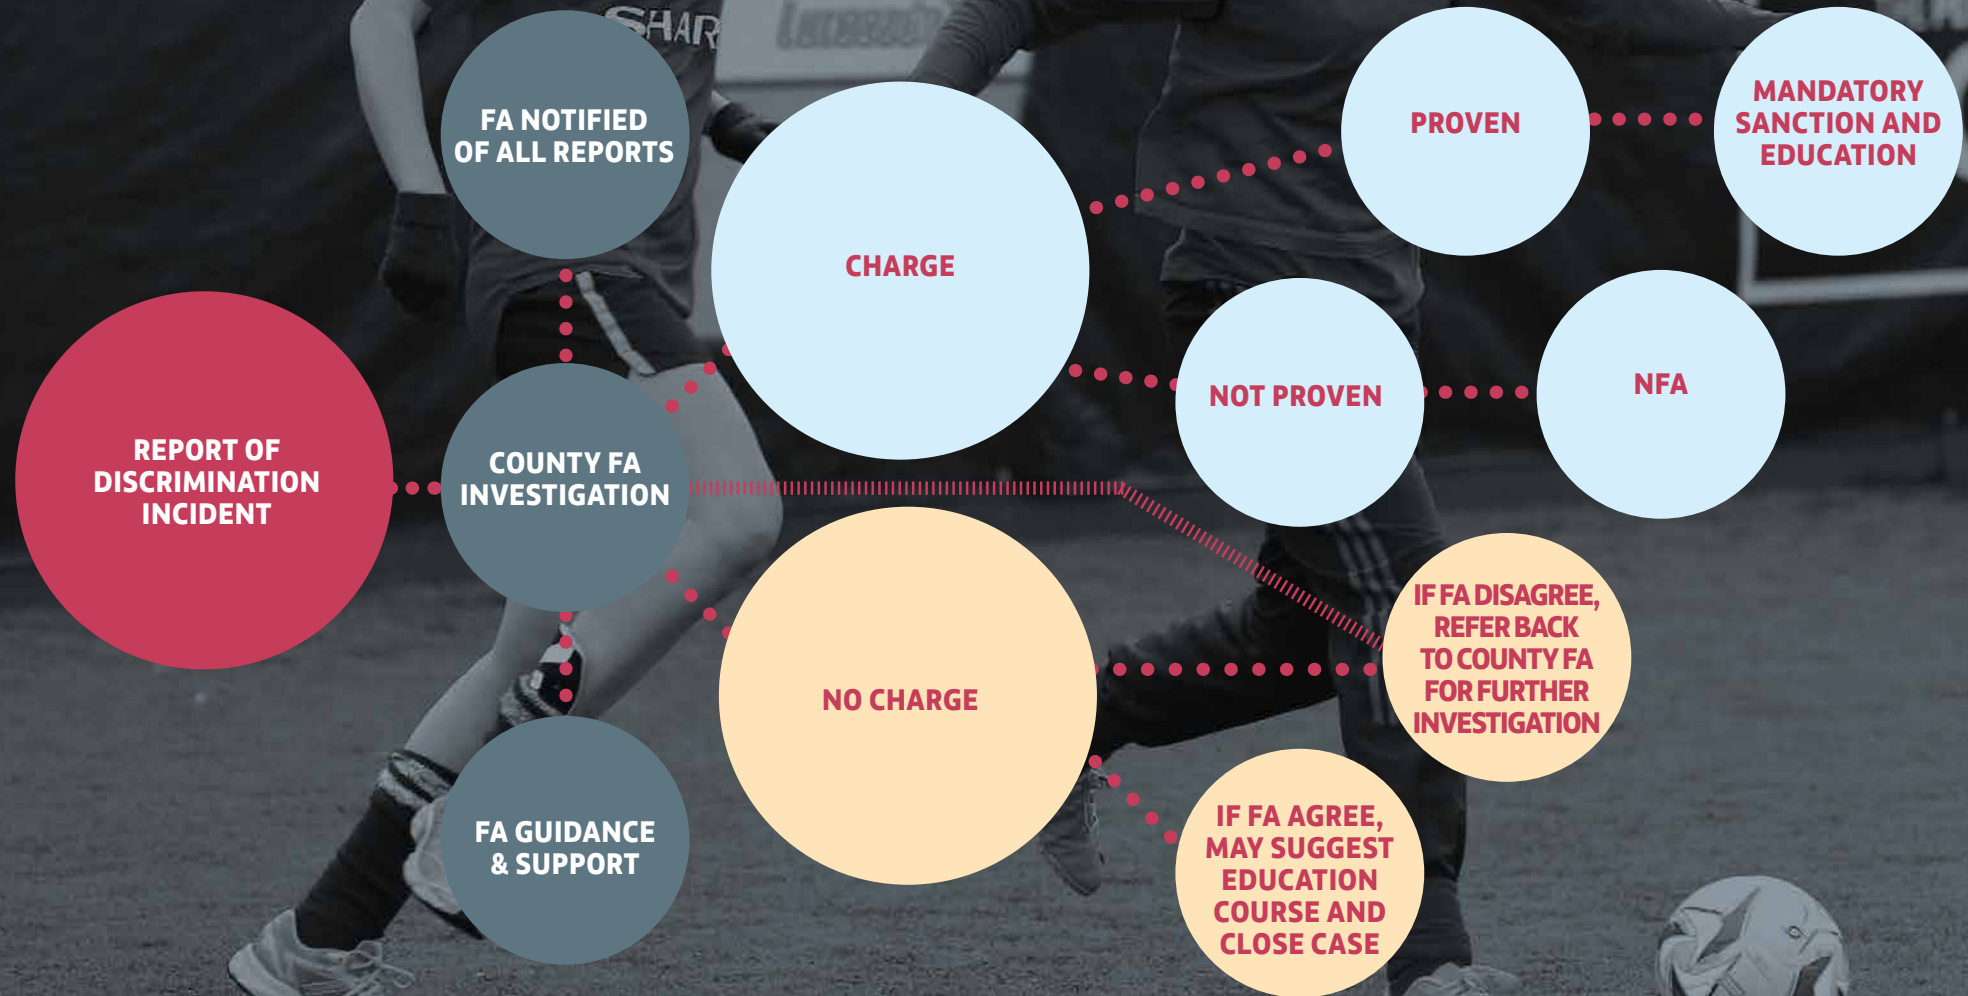 SHAR
REPORT OF
DISCRIMINATION
INCIDENT
FA NOTIFIED
OF ALL REPORTS
COUNTY FA
INVESTIGATION
FA GUIDANCE
& SUPPORT
CHARGE
PROVEN
MANDATORY
SANCTION AND
EDUCATION
NOT PROVEN
NFA
NO CHARGE
IF FA DISAGREE,
REFER BACK
TO COUNTY FA
FOR FURTHER
INVESTIGATION
IF FA AGREE,
MAY SUGGEST
EDUCATION
COURSE AND
CLOSE CASE